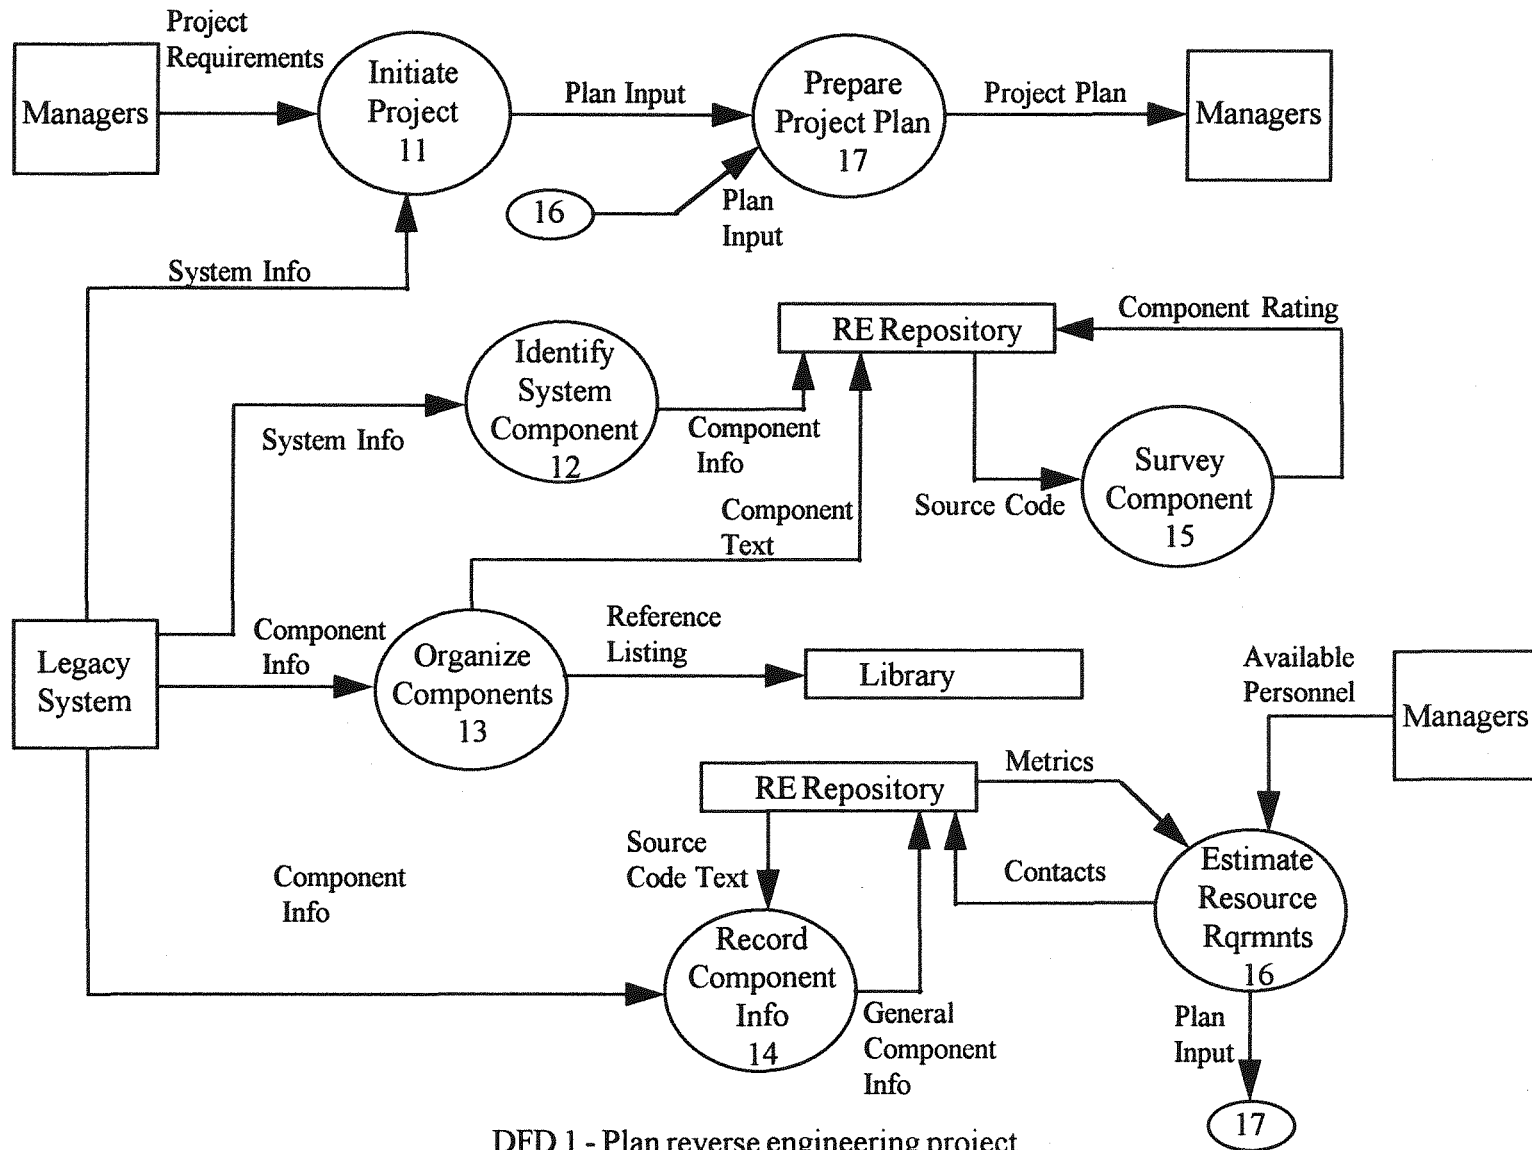 Project
Requirements
Managers
Initiate
Project
11
Plan Input
Prepare
Project Plan
17
Project Plan
Managers
16
Plan
Input
System Info
RE Repository
Component Rating
Identify
System
Component
12
System Info
Component
Info
Component
Text
Source Code
Survey
Component
15
Legacy
System
Component
Info
Organize
Components
13
Reference
Listing
Library
Available
Personnel
Managers
RE Repository
Metrics
Source
Code Text
Contacts
Estimate
Resource
Rqrmnts
16
Component
Info
Record
Component
Info
14
General
Component
Info
Plan
Input
17
DFD 1 - Plan reverse engineering project